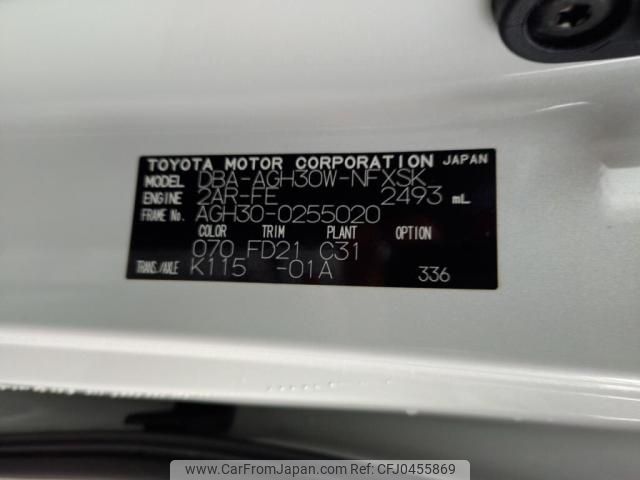 TOYOTA MOTOR CORPORATION JAPAN
MODEL DBA-AGH30W-NFXSK
ENGINE 2AR-FE 2493 mL
FRAME No. AGH30-0255020
COLOR TRIM PLANT OPTION
070 FD21 C31
TRANS./AXLE K115 -01A 336
www.CarFromJapan.com - CFJ0455869